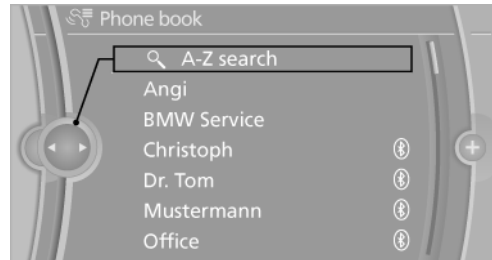 Phone book
A-Z search
Angi
BMW Service
Christoph
Dr. Tom
Mustermann
Office